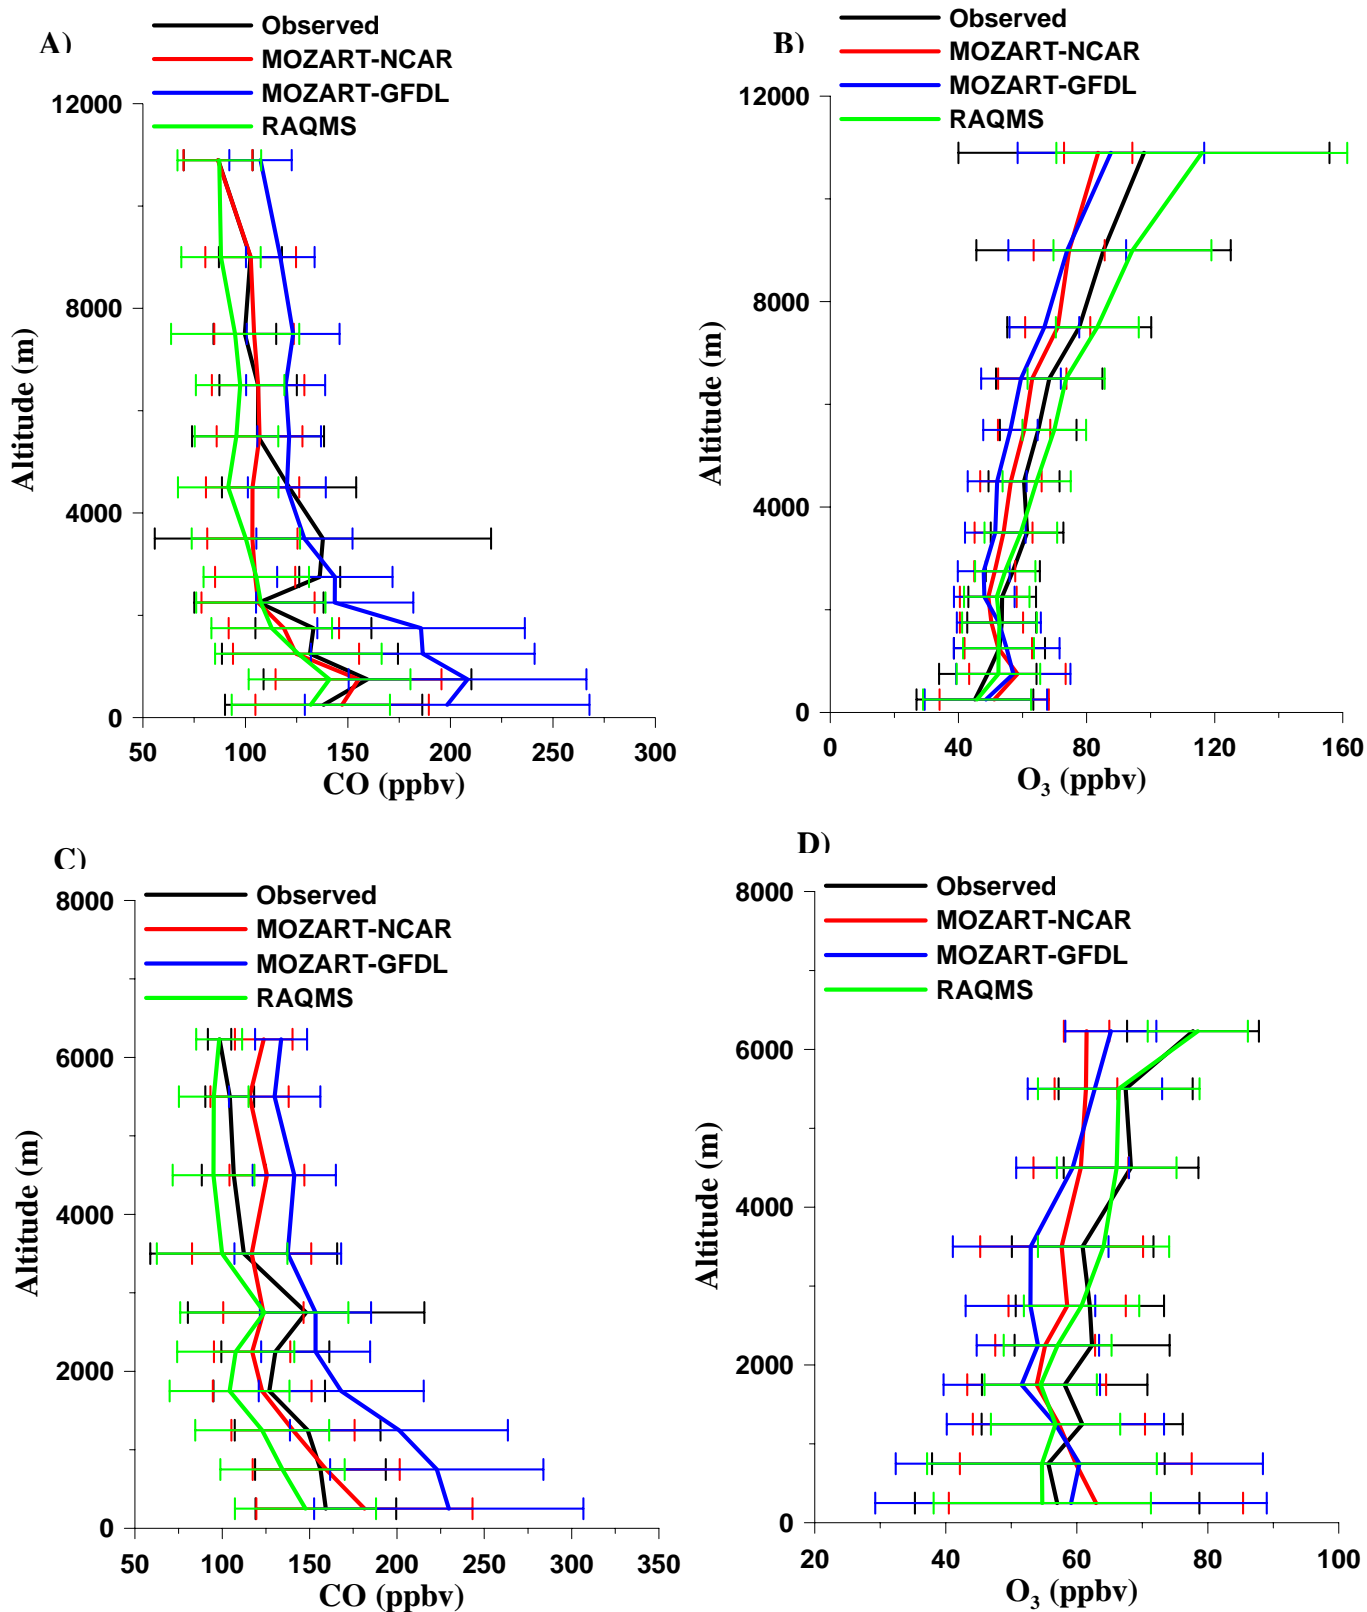 A)
Observed
MOZART-NCAR
MOZART-GFDL
RAQMS
12000
8000
4000
0
Altitude (m)
50 100 150 200 250 300
CO (ppbv)
B)
Observed
MOZART-NCAR
MOZART-GFDL
RAQMS
12000
8000
4000
0
Altitude (m)
0 40 80 120 160
O3 (ppbv)
C)
Observed
MOZART-NCAR
MOZART-GFDL
RAQMS
8000
6000
4000
2000
0
Altitude (m)
50 100 150 200 250 300 350
CO (ppbv)
D)
Observed
MOZART-NCAR
MOZART-GFDL
RAQMS
8000
6000
4000
2000
0
Altitude (m)
20 40 60 80 100
O3 (ppbv)